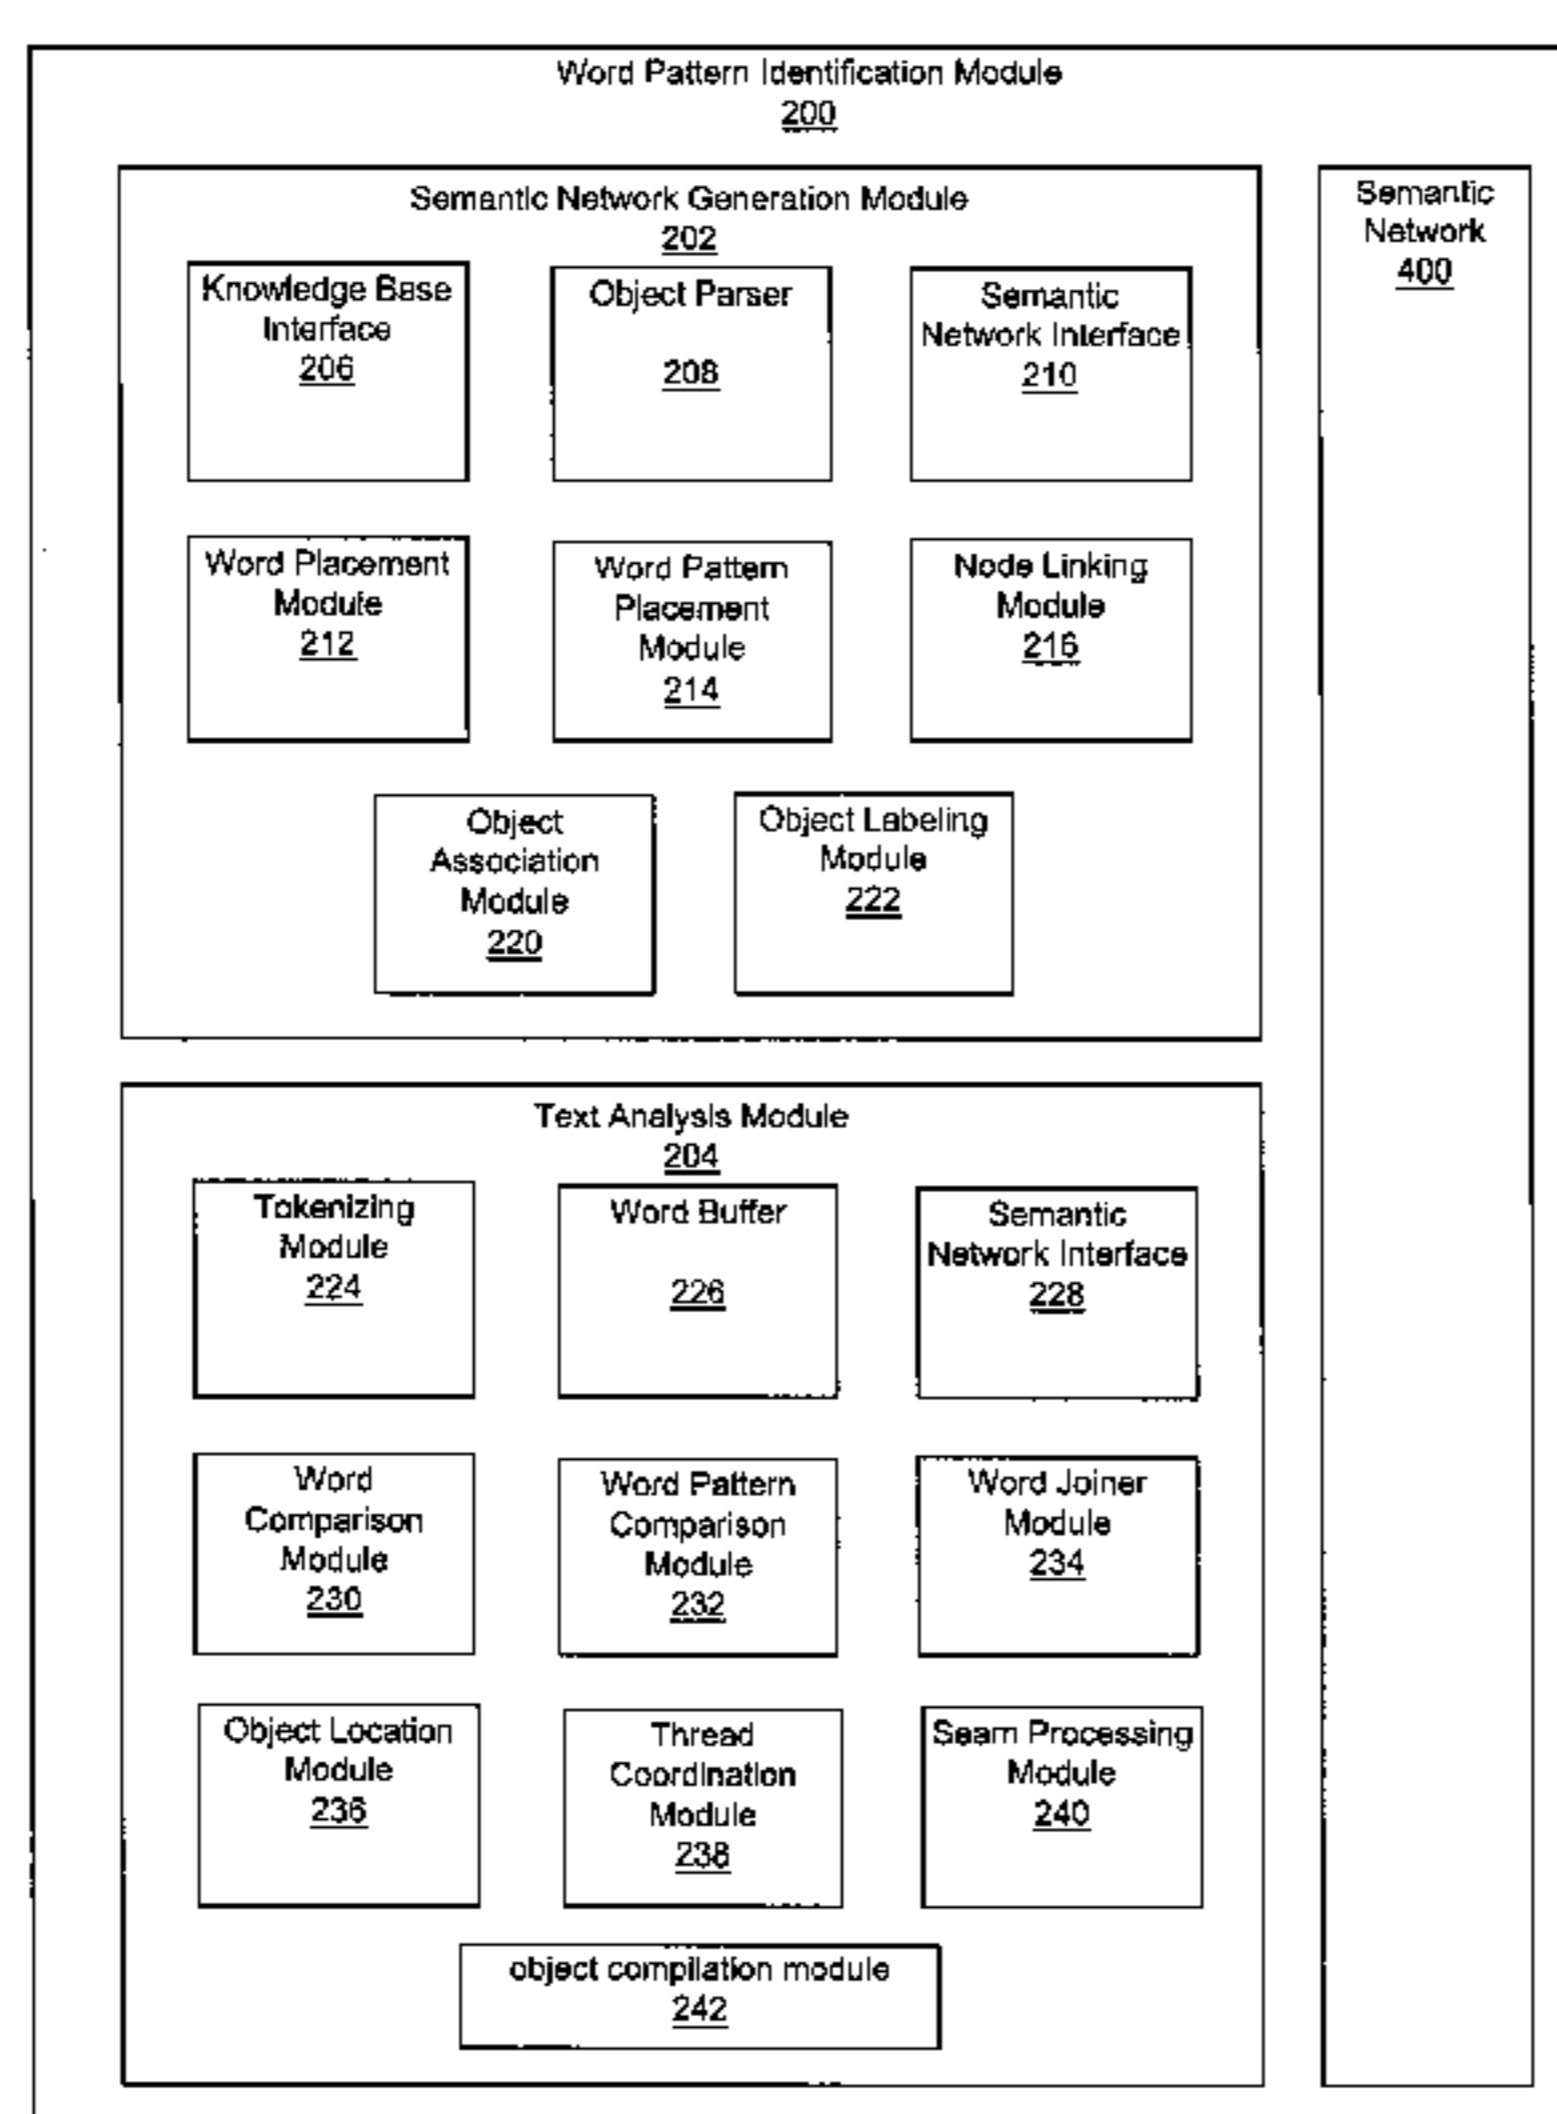 Word Pattern Identification Module
200
Semantic Network Generation Module
202
Knowledge Base
Interface
206
Object Parser
208
Semantic
Network Interface
210
Word Placement
Module
212
Word Pattern
Placement
Module
214
Node Linking
Module
216
Object
Association
Module
220
Object Labeling
Module
222
Semantic
Network
400
Text Analysis Module
204
Tokenizing
Module
224
Word Buffer
226
Semantic
Network Interface
228
Word
Comparison
Module
230
Word Pattern
Comparison
Module
232
Word Joiner
Module
234
Object Location
Module
236
Thread
Coordination
Module
238
Seam Processing
Module
240
object compilation module
242